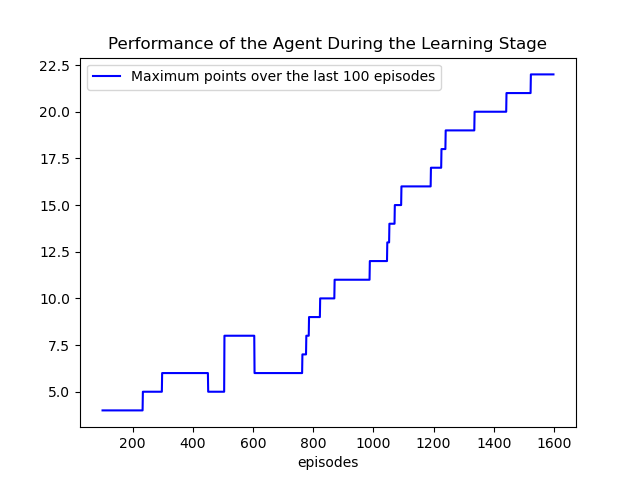 Performance of the Agent During the Learning Stage
Maximum points over the last 100 episodes
22.5
20.0
17.5
15.0
12.5
10.0
7.5
5.0
200 400 600 800 1000 1200 1400 1600
episodes